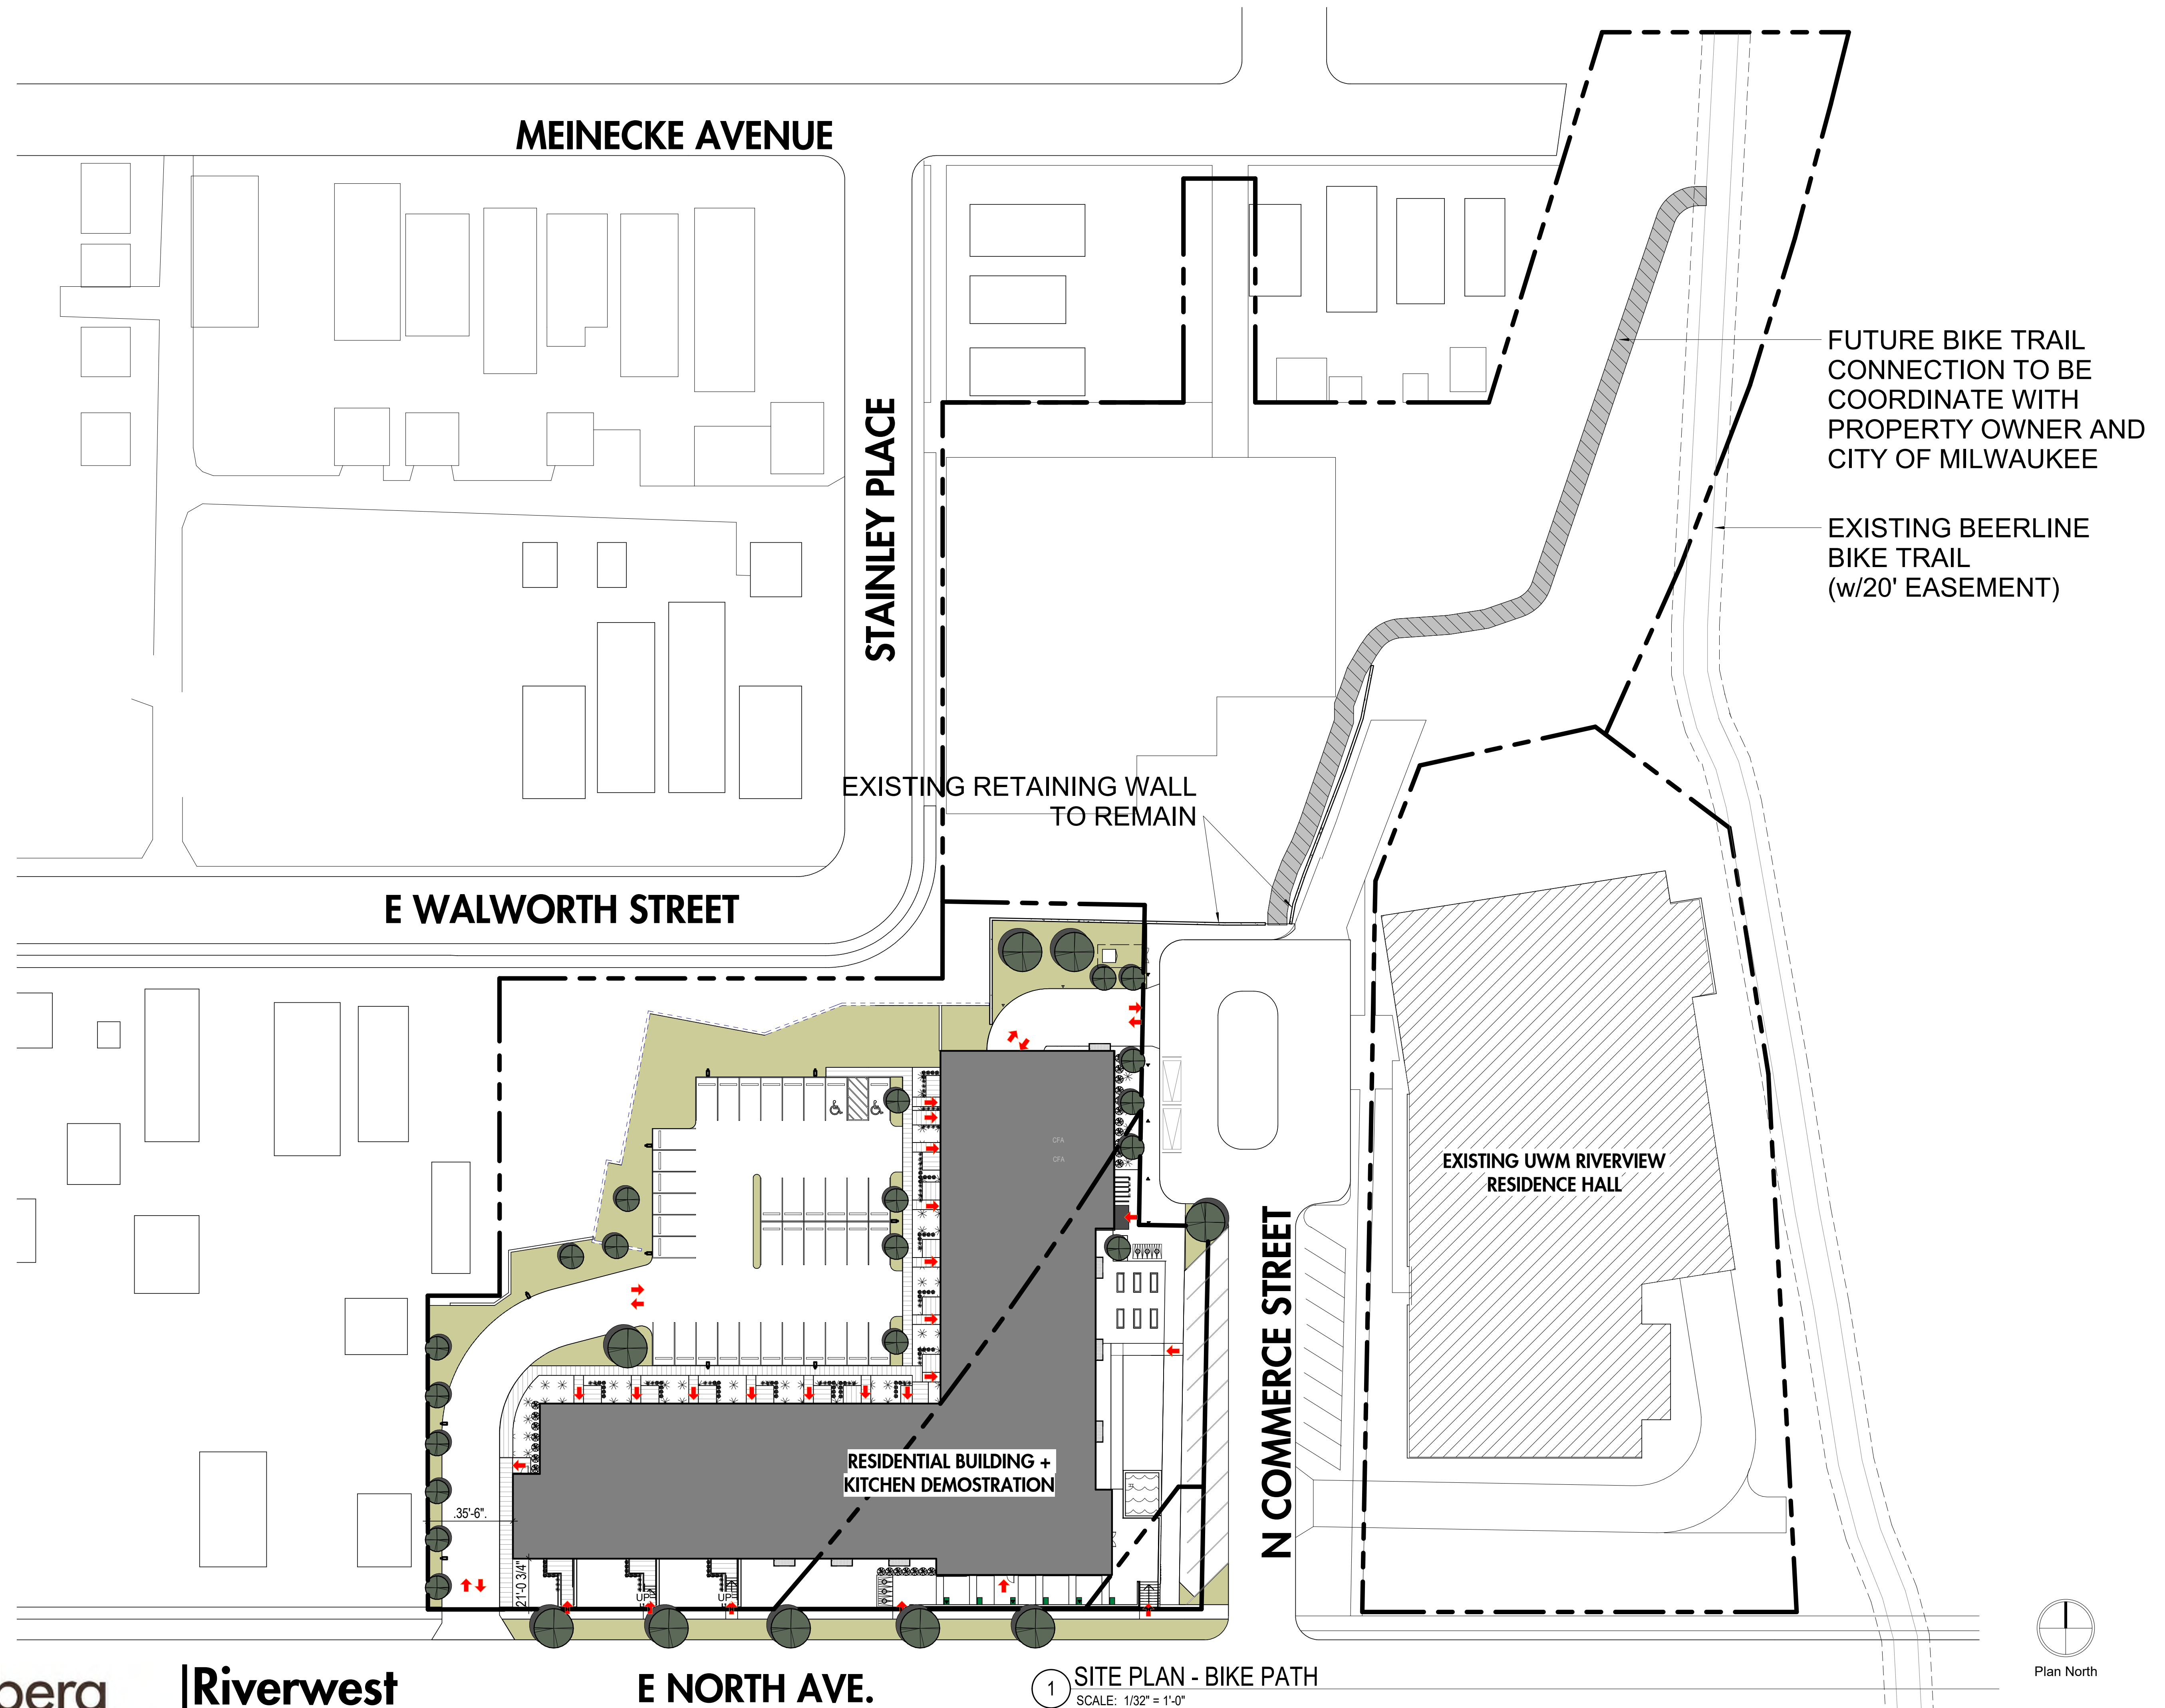 MEINECKE AVENUE
STAINLEY PLACE
FUTURE BIKE TRAIL
CONNECTION TO BE
COORDINATE WITH
PROPERTY OWNER AND
CITY OF MILWAUKEE
EXISTING BEERLINE
BIKE TRAIL
(w/20' EASEMENT)
EXISTING RETAINING WALL
TO REMAIN
E WALWORTH STREET
CFA
CFA
EXISTING UWM RIVERVIEW
RESIDENCE HALL
N COMMERCE STREET
RESIDENTIAL BUILDING +
KITCHEN DEMOSTRATION
.35'-6".
21'-0 3/4"
UP
UP
Plan North
Riverwest
E NORTH AVE.
1
SITE PLAN - BIKE PATH
SCALE: 1/32" = 1'-0"